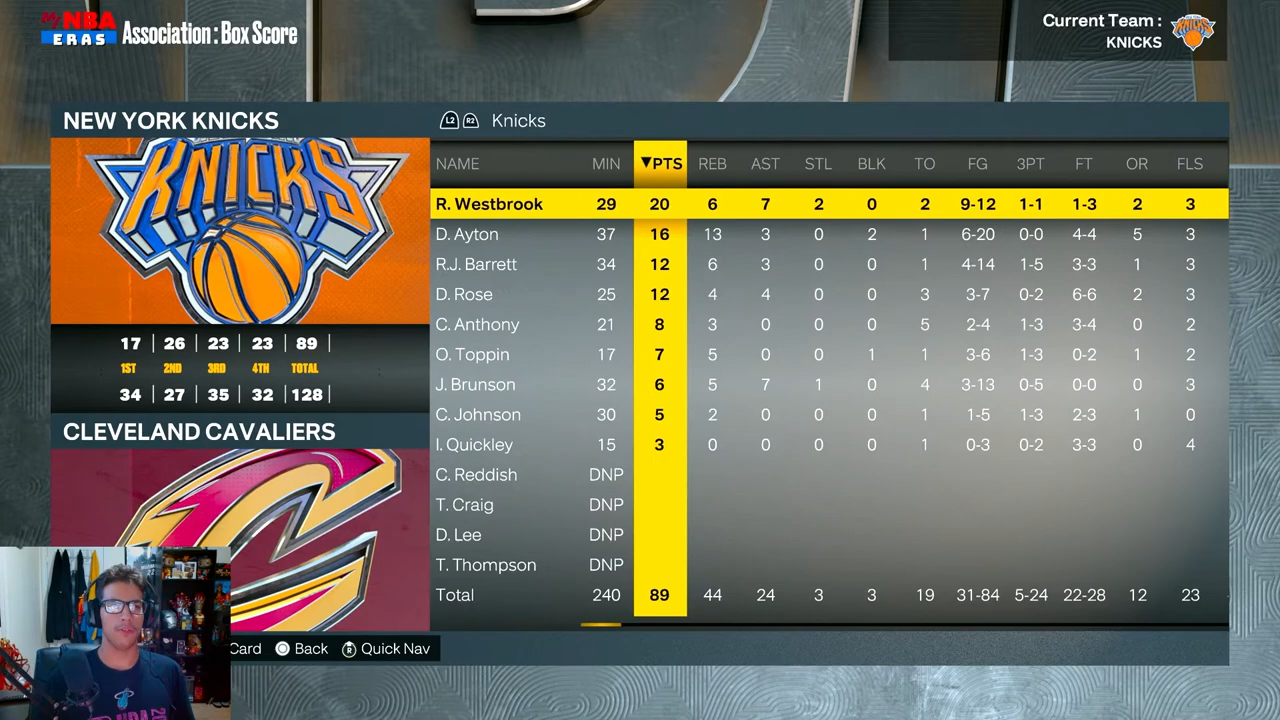 My NBA
ERAS
Association : Box Score
Current Team :
KNICKS
KNICKS
NEW YORK KNICKS
KNICKS
17 | 26 | 23 | 23 | 89 |
1ST 2ND 3RD 4TH TOTAL
34 | 27 | 35 | 32 | 128 |
CLEVELAND CAVALIERS
L2 R2 Knicks
NAME MIN ▼PTS REB AST STL BLK TO FG 3PT FT OR FLS
R. Westbrook 29 20 6 7 2 0 2 9-12 1-1 1-3 2 3
D. Ayton 37 16 13 3 0 2 1 6-20 0-0 4-4 5 3
R.J. Barrett 34 12 6 3 0 0 1 4-14 1-5 3-3 1 3
D. Rose 25 12 4 4 0 0 3 3-7 0-2 6-6 2 3
C. Anthony 21 8 3 0 0 0 5 2-4 1-3 3-4 0 2
O. Toppin 17 7 5 0 0 1 1 3-6 1-3 0-2 1 2
J. Brunson 32 6 5 7 1 0 4 3-13 0-5 0-0 0 3
C. Johnson 30 5 2 0 0 0 1 1-5 1-3 2-3 1 0
I. Quickley 15 3 0 0 0 0 1 0-3 0-2 3-3 0 4
C. Reddish DNP
T. Craig DNP
D. Lee DNP
T. Thompson DNP
Total 240 89 44 24 3 3 19 31-84 5-24 22-28 12 23
Card Back R Quick Nav